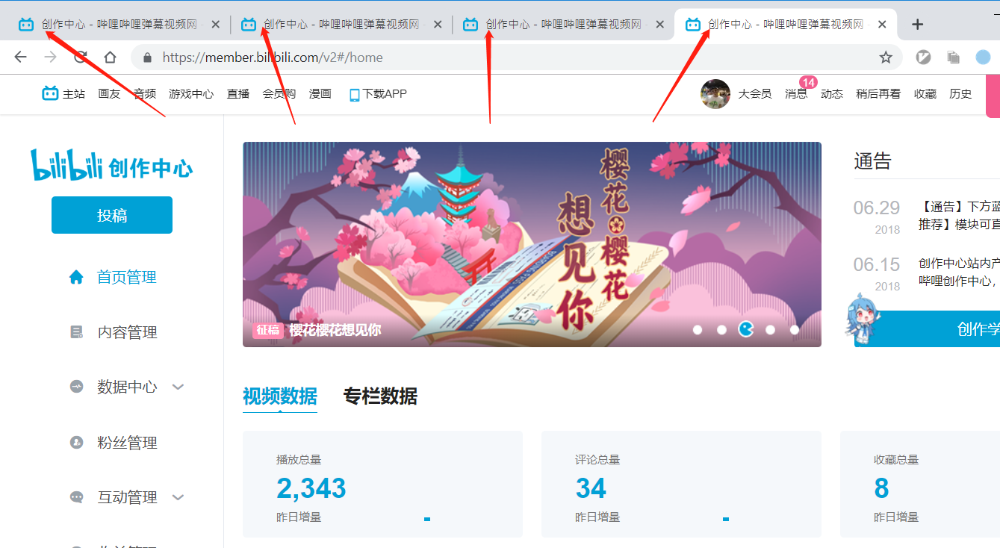 创作中心 - 哔哩哔哩弹幕视频网
创作中心 - 哔哩哔哩弹幕视频网
创作中心 - 哔哩哔哩弹幕视频网
创作中心 - 哔哩哔哩弹幕视频网
https://member.bilibili.com/v2#/home
主站 画友 音频 游戏中心 直播 会员购 漫画 下载APP 大会员 消息 14 动态 稍后再看 收藏 历史
bilibili 创作中心
投稿
首页管理
内容管理
数据中心
粉丝管理
互动管理
樱花樱花
想见你
征稿 樱花樱花想见你
通告
06.29
2018
【通告】下方蓝
推荐】模块可直
06.15
2018
创作中心站内产
哔哩创作中心，
创作学
视频数据 专栏数据
播放总量
2,343
昨日增量
评论总量
34
昨日增量
收藏总量
8
昨日增量